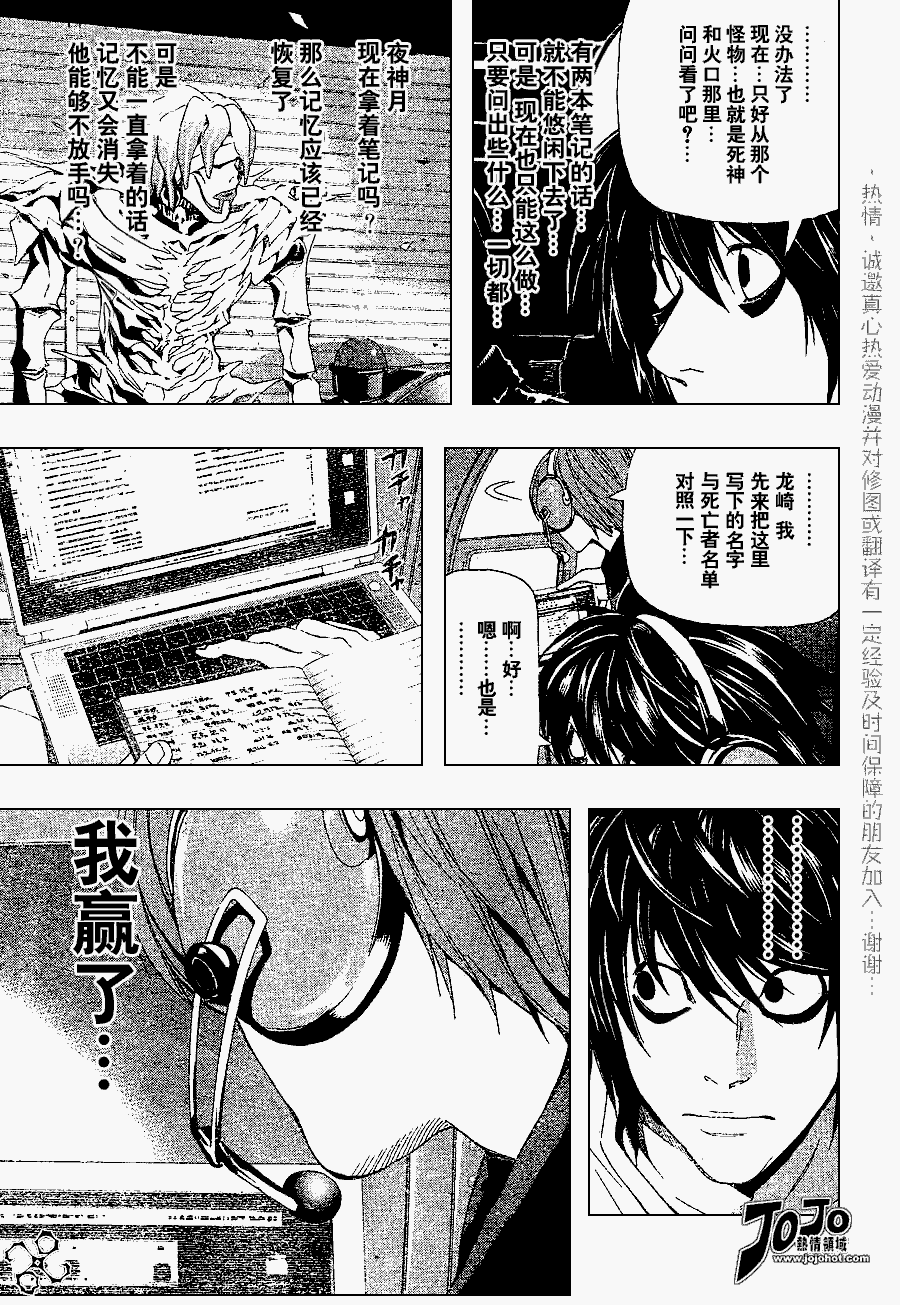 …………
没办法了
现在…只好从那个
怪物…也就是死神
和火口那里…
问问看了吧?…
有两本笔记的话…
就不能悠闲下去了…
可是 现在也只能这么做…
只要问出些什么…一切都…
夜神月
现在拿着笔记吗?
那么记忆应该已经
恢复了
可是
不能一直拿着的话
记忆又会消失
他能够不放手吗…?
…………
龙崎 我
先来把这里
写下的名字
与死亡者名单
对照一下…
啊…好…
嗯……也是…
…………
カチャ
カチャ
我赢了…
~热情~诚邀真心热爱动漫并对修图或翻译有一定经验及时间保障的朋友加入…谢谢…
JOJO
熱情領域
www.jojohot.com